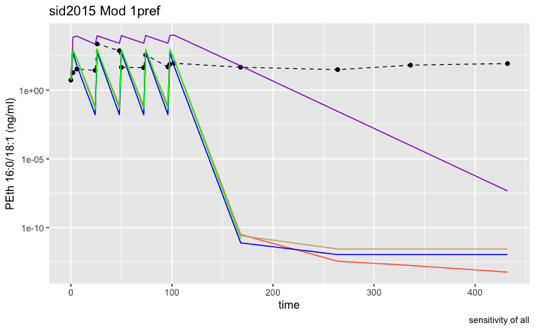 sid2015 Mod 1pref
PEth 16:0/18:1 (ng/ml)
1e+00
1e-05
1e-10
0
100
200
300
400
time
sensitivity of all